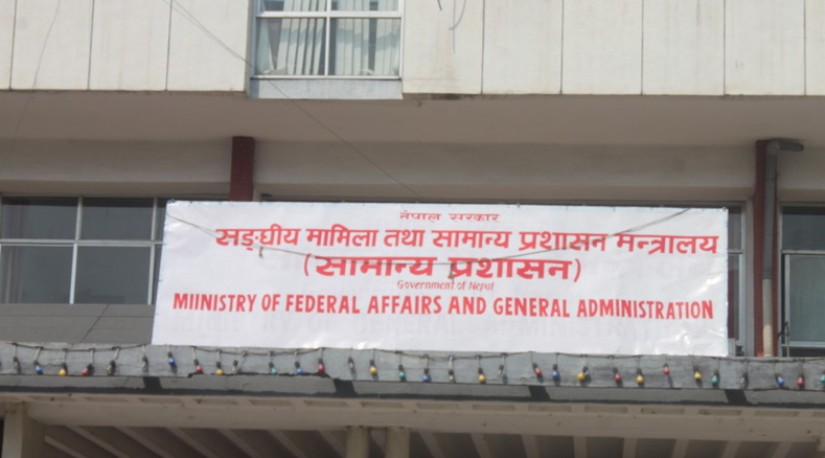 नेपाल सरकार
सङ्घीय मामिला तथा सामान्य प्रशासन मन्त्रालय
(सामान्य प्रशासन)
Government of Nepal
MIINISTRY OF FEDERAL AFFAIRS AND GENERAL ADMINISTRATION